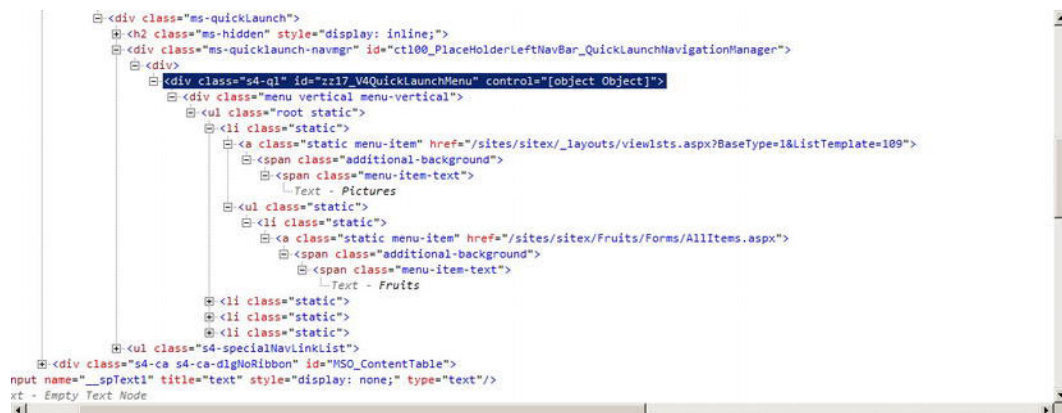 <div class="ms-quickLaunch">
<h2 class="ms-hidden" style="display: inline;">
<div class="ms-quicklaunch-navmgr" id="ctl00_PlaceHolderLeftNavBar_QuickLaunchNavigationManager">
<div>
<div class="s4-ql" id="zz17_V4QuickLaunchMenu" control="[object Object]">
<div class="menu vertical menu-vertical">
<ul class="root static">
<li class="static">
<a class="static menu-item" href="/sites/sitex/_layouts/viewlsts.aspx?BaseType=1&ListTemplate=109">
<span class="additional-background">
<span class="menu-item-text">
Text - Pictures
<ul class="static">
<li class="static">
<a class="static menu-item" href="/sites/sitex/Fruits/Forms/AllItems.aspx">
<span class="additional-background">
<span class="menu-item-text">
Text - Fruits
<li class="static">
<li class="static">
<li class="static">
<ul class="s4-specialNavLinkList">
<div class="s4-ca s4-ca-dlgNoRibbon" id="MSO_ContentTable">
nput name="__spText1" title="text" style="display: none;" type="text"/>
xt - Empty Text Node